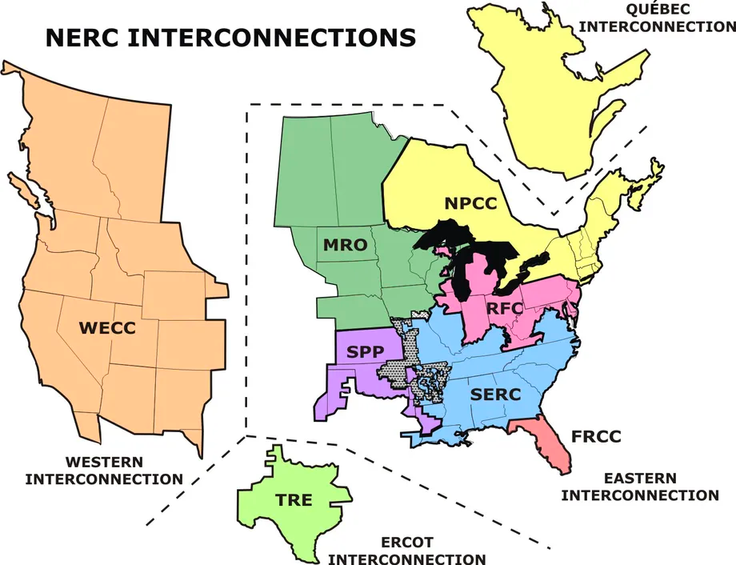 QUÉBEC
INTERCONNECTION
NERC INTERCONNECTIONS
NPCC
MRO
RFC
WECC
SPP
SERC
FRCC
WESTERN
INTERCONNECTION
EASTERN
INTERCONNECTION
TRE
ERCOT
INTERCONNECTION